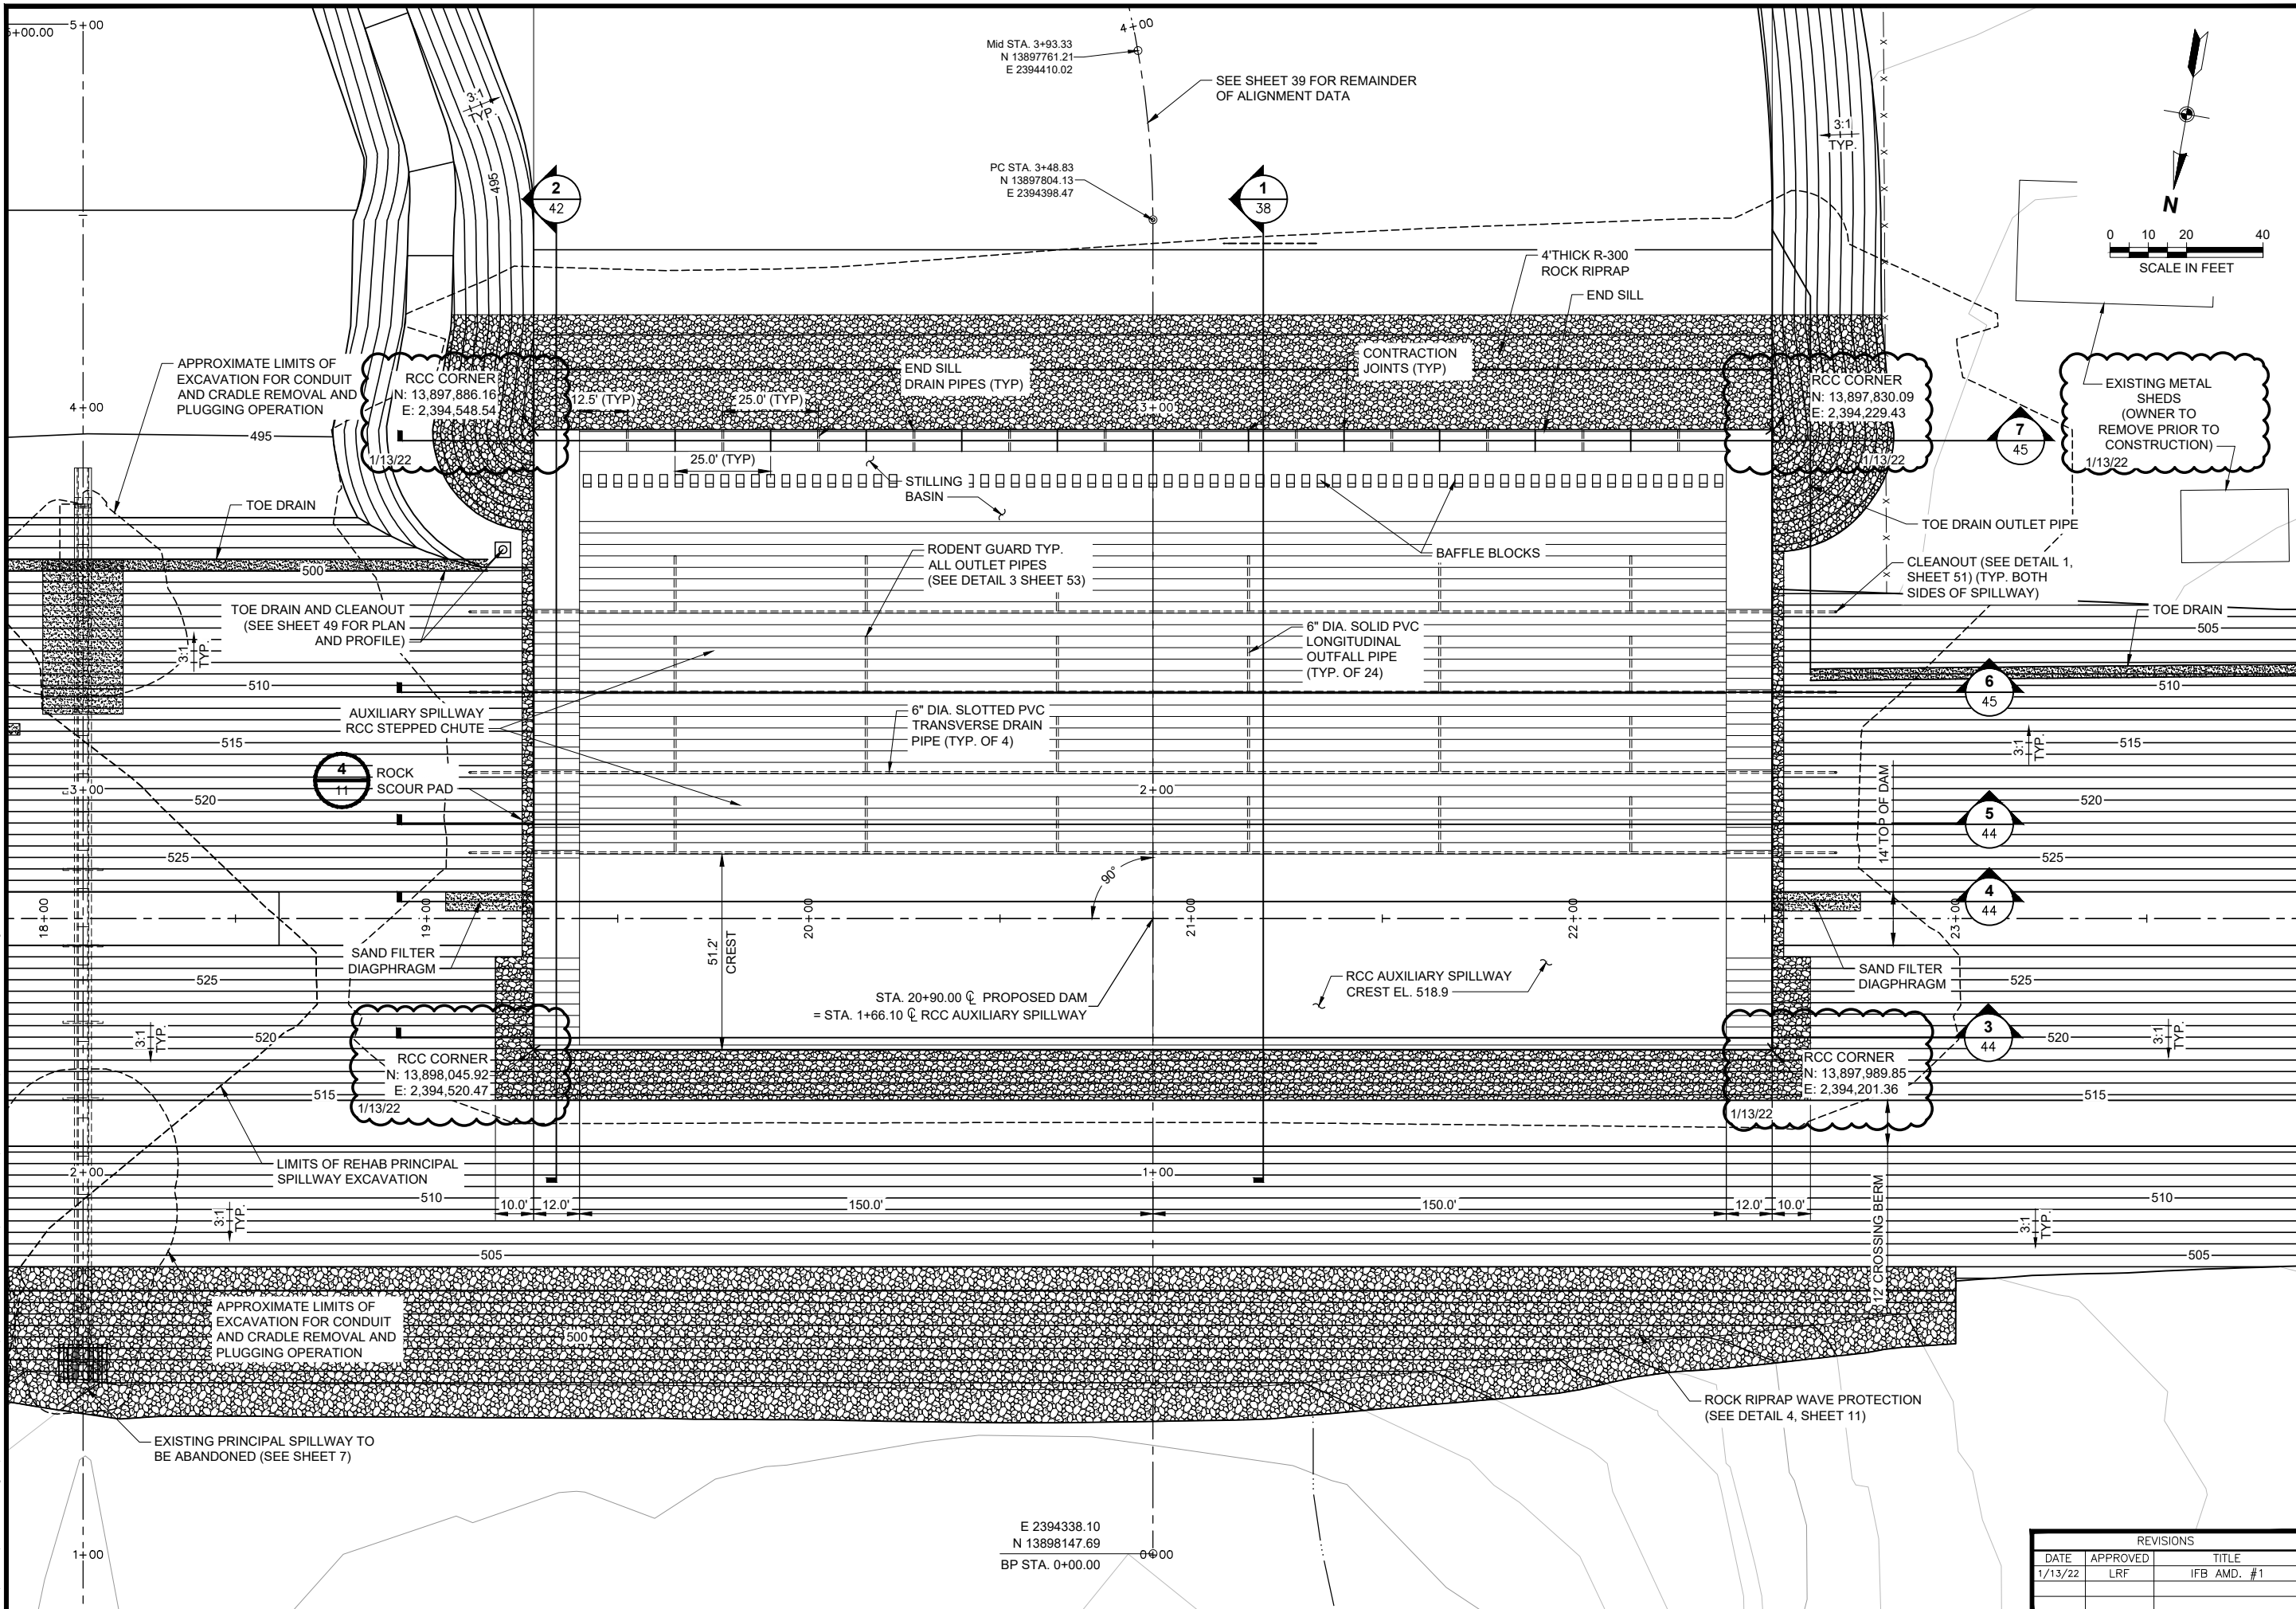 5+00.00
5+00
4+00
Mid STA. 3+93.33
N 13897761.21
E 2394410.02
SEE SHEET 39 FOR REMAINDER
OF ALIGNMENT DATA
3:1
TYP.
3:1
TYP.
495
2
42
PC STA. 3+48.83
N 13897804.13
E 2394398.47
1
38
N
0 10 20 40
SCALE IN FEET
4'THICK R-300
ROCK RIPRAP
END SILL
APPROXIMATE LIMITS OF
EXCAVATION FOR CONDUIT
AND CRADLE REMOVAL AND
PLUGGING OPERATION
RCC CORNER
N: 13,897,886.16
E: 2,394,548.54
1/13/22
12.5' (TYP)
25.0' (TYP)
END SILL
DRAIN PIPES (TYP)
CONTRACTION
JOINTS (TYP)
3+00
RCC CORNER
N: 13,897,830.09
E: 2,394,229.43
1/13/22
7
45
EXISTING METAL
SHEDS
(OWNER TO
REMOVE PRIOR TO
CONSTRUCTION)
1/13/22
4+00
495
25.0' (TYP)
STILLING
BASIN
TOE DRAIN
TOE DRAIN OUTLET PIPE
BAFFLE BLOCKS
RODENT GUARD TYP.
ALL OUTLET PIPES
(SEE DETAIL 3 SHEET 53)
CLEANOUT (SEE DETAIL 1,
SHEET 51) (TYP. BOTH
SIDES OF SPILLWAY)
500
TOE DRAIN AND CLEANOUT
(SEE SHEET 49 FOR PLAN
AND PROFILE)
TOE DRAIN
505
3:1
TYP.
6" DIA. SOLID PVC
LONGITUDINAL
OUTFALL PIPE
(TYP. OF 24)
510
6
45
510
AUXILIARY SPILLWAY
RCC STEPPED CHUTE
6" DIA. SLOTTED PVC
TRANSVERSE DRAIN
PIPE (TYP. OF 4)
515
3:1
TYP.
515
4
11
ROCK
SCOUR PAD
3+00
2+00
520
14' TOP OF DAM
5
44
520
525
525
90°
4
44
18+00
19+00
20+00
21+00
22+00
23+00
51.2'
CREST
SAND FILTER
DIAGPHRAGM
525
RCC AUXILIARY SPILLWAY
CREST EL. 518.9
SAND FILTER
DIAGPHRAGM
525
STA. 20+90.00 ℄ PROPOSED DAM
= STA. 1+66.10 ℄ RCC AUXILIARY SPILLWAY
3:1
TYP.
520
3
44
520
3:1
TYP.
RCC CORNER
N: 13,898,045.92
E: 2,394,520.47
1/13/22
RCC CORNER
N: 13,897,989.85
E: 2,394,201.36
1/13/22
515
515
LIMITS OF REHAB PRINCIPAL
SPILLWAY EXCAVATION
2+00
1+00
510
510
10.0'
12.0'
150.0'
150.0'
12.0'
10.0'
12' CROSSING BERM
3:1
TYP.
3:1
TYP.
505
505
APPROXIMATE LIMITS OF
EXCAVATION FOR CONDUIT
AND CRADLE REMOVAL AND
PLUGGING OPERATION
500
ROCK RIPRAP WAVE PROTECTION
(SEE DETAIL 4, SHEET 11)
EXISTING PRINCIPAL SPILLWAY TO
BE ABANDONED (SEE SHEET 7)
1+00
E 2394338.10
N 13898147.69
BP STA. 0+00.00
0+00
REVISIONS
DATE APPROVED TITLE
1/13/22 LRF IFB AMD. #1